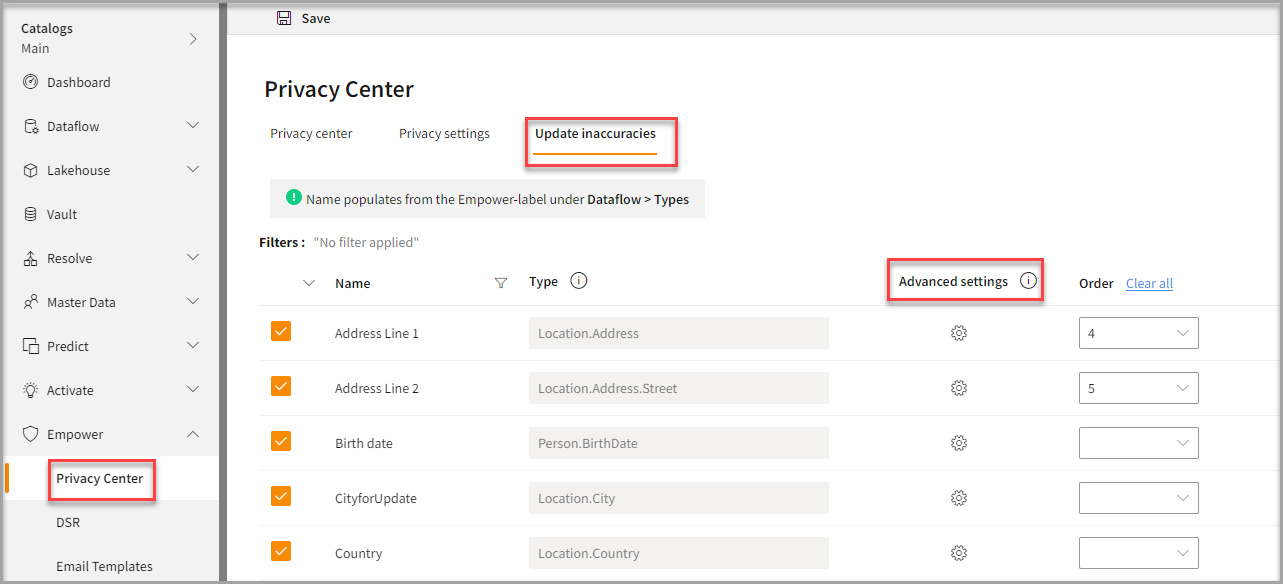 Catalogs
Main
Dashboard
Dataflow
Lakehouse
Vault
Resolve
Master Data
Predict
Activate
Empower
Privacy Center
DSR
Email Templates
Save
Privacy Center
Privacy center Privacy settings Update inaccuracies
Name populates from the Empower-label under Dataflow > Types
Filters : "No filter applied"
Name Type Advanced settings Order Clear all
Address Line 1 Location.Address 4
Address Line 2 Location.Address.Street 5
Birth date Person.BirthDate
CityforUpdate Location.City
Country Location.Country